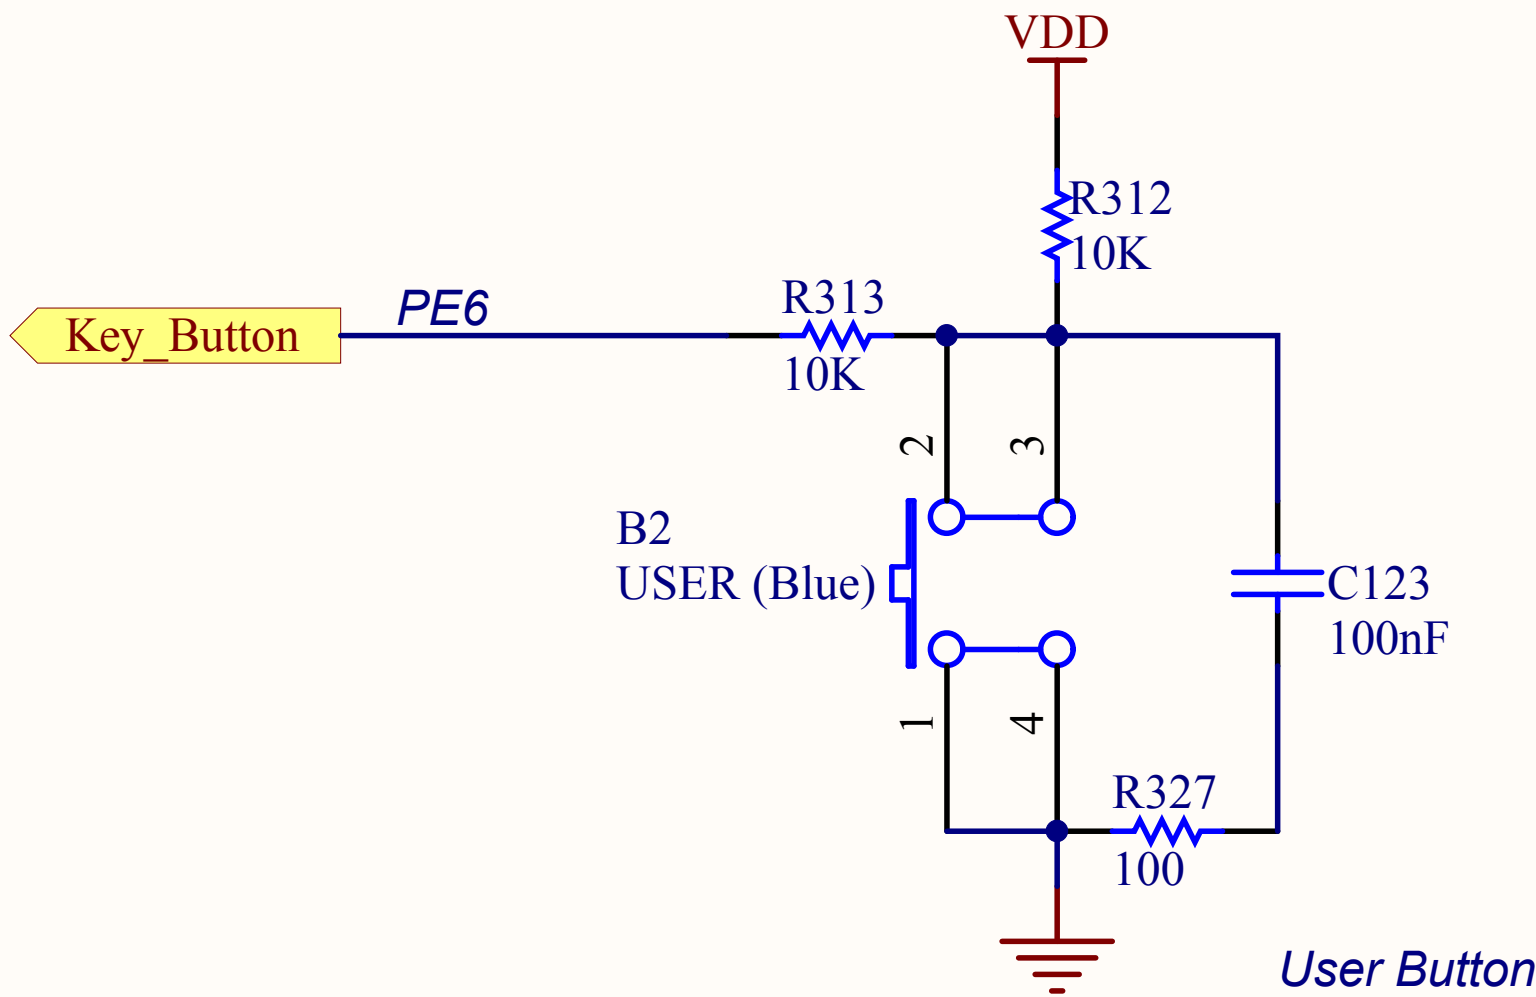 VDD
R312
10K
R313
10K
PE6
Key_Button
2
3
B2
USER (Blue)
C123
100nF
1
4
R327
100
User Button